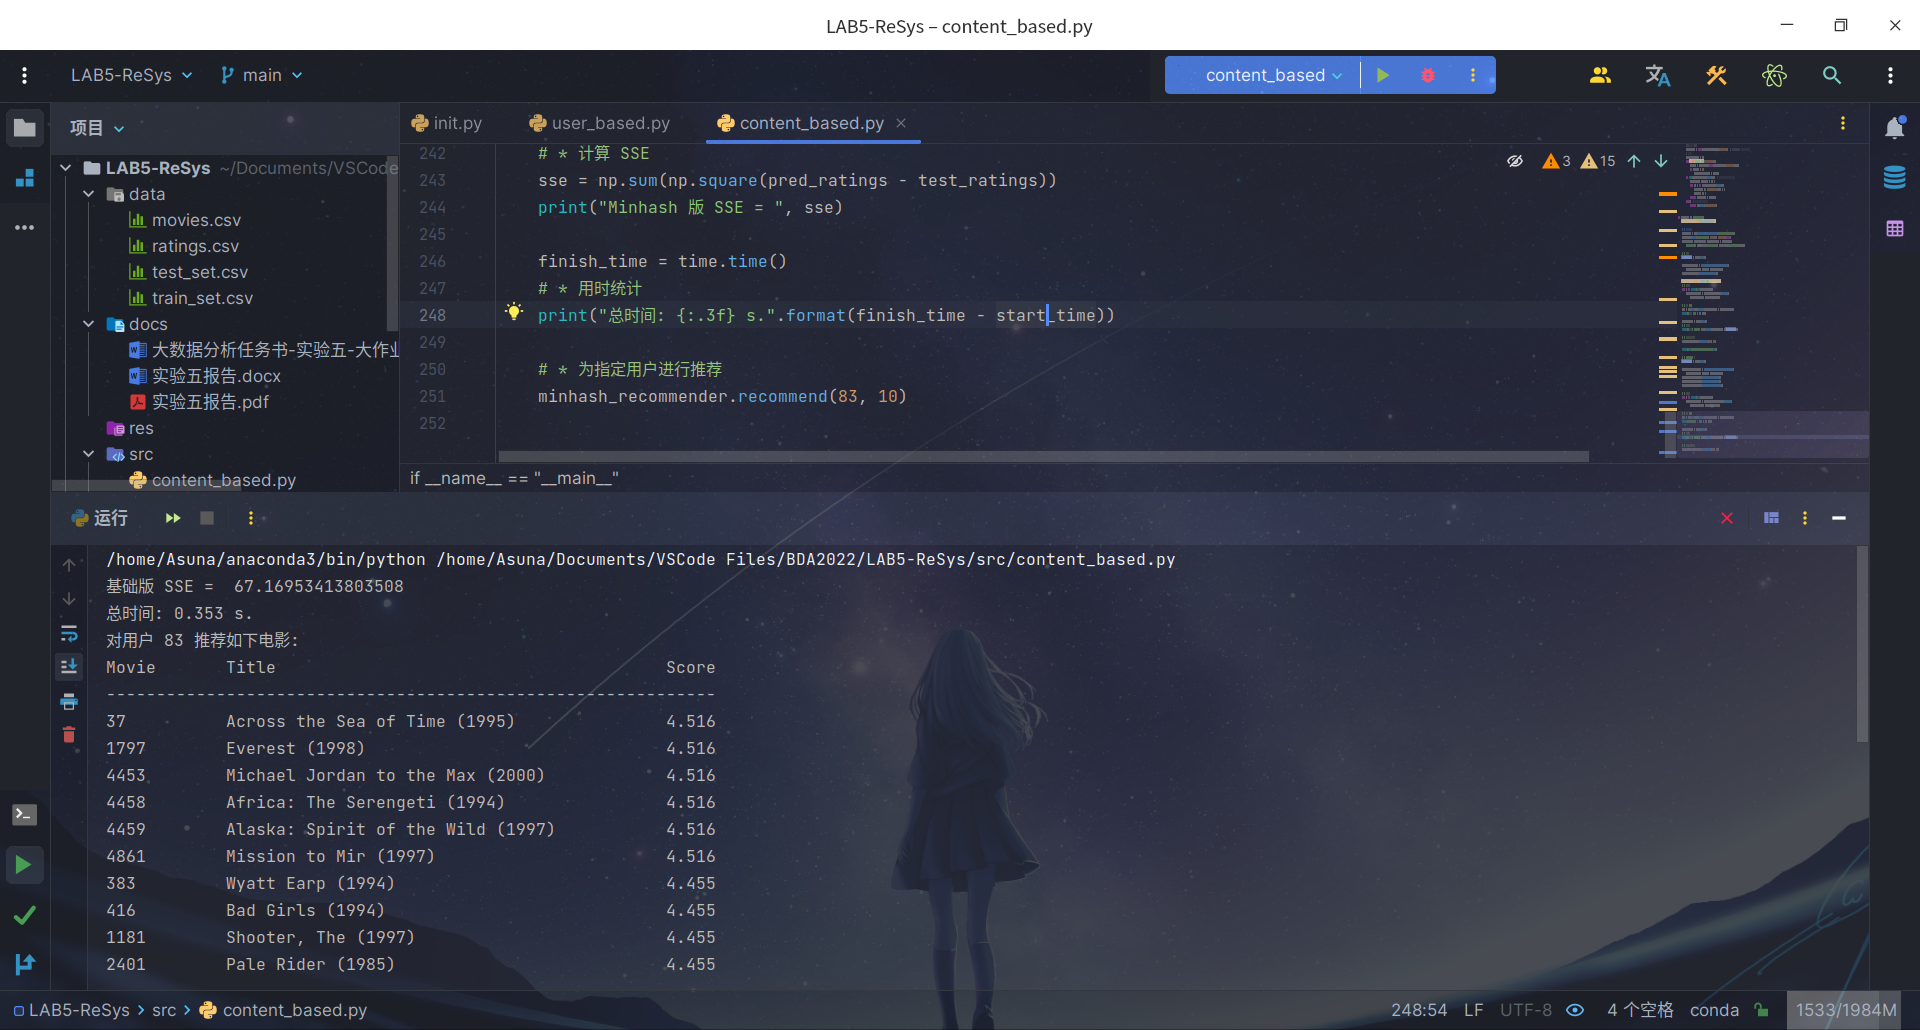 LAB5-ReSys – content_based.py
LAB5-ReSys
main
content_based
项目
init.py
user_based.py
content_based.py
LAB5-ReSys ~/Documents/VSCode
data
movies.csv
ratings.csv
test_set.csv
train_set.csv
docs
大数据分析任务书-实验五-大作业
实验五报告.docx
实验五报告.pdf
res
src
content_based.py
3
15
242 # * 计算 SSE
243 sse = np.sum(np.square(pred_ratings - test_ratings))
244 print("Minhash 版 SSE = ", sse)
245
246 finish_time = time.time()
247 # * 用时统计
248 print("总时间: {:.3f} s.".format(finish_time - start_time))
249
250 # * 为指定用户进行推荐
251 minhash_recommender.recommend(83, 10)
252
if __name__ == "__main__"
运行
/home/Asuna/anaconda3/bin/python /home/Asuna/Documents/VSCode Files/BDA2022/LAB5-ReSys/src/content_based.py
基础版 SSE =  67.16953413803508
总时间: 0.353 s.
对用户 83 推荐如下电影:
Movie Title Score
-------------------------------------------------------------
37 Across the Sea of Time (1995) 4.516
1797 Everest (1998) 4.516
4453 Michael Jordan to the Max (2000) 4.516
4458 Africa: The Serengeti (1994) 4.516
4459 Alaska: Spirit of the Wild (1997) 4.516
4861 Mission to Mir (1997) 4.516
383 Wyatt Earp (1994) 4.455
416 Bad Girls (1994) 4.455
1181 Shooter, The (1997) 4.455
2401 Pale Rider (1985) 4.455
LAB5-ReSys > src > content_based.py
248:54 LF UTF-8 4 个空格 conda 1533/1984M